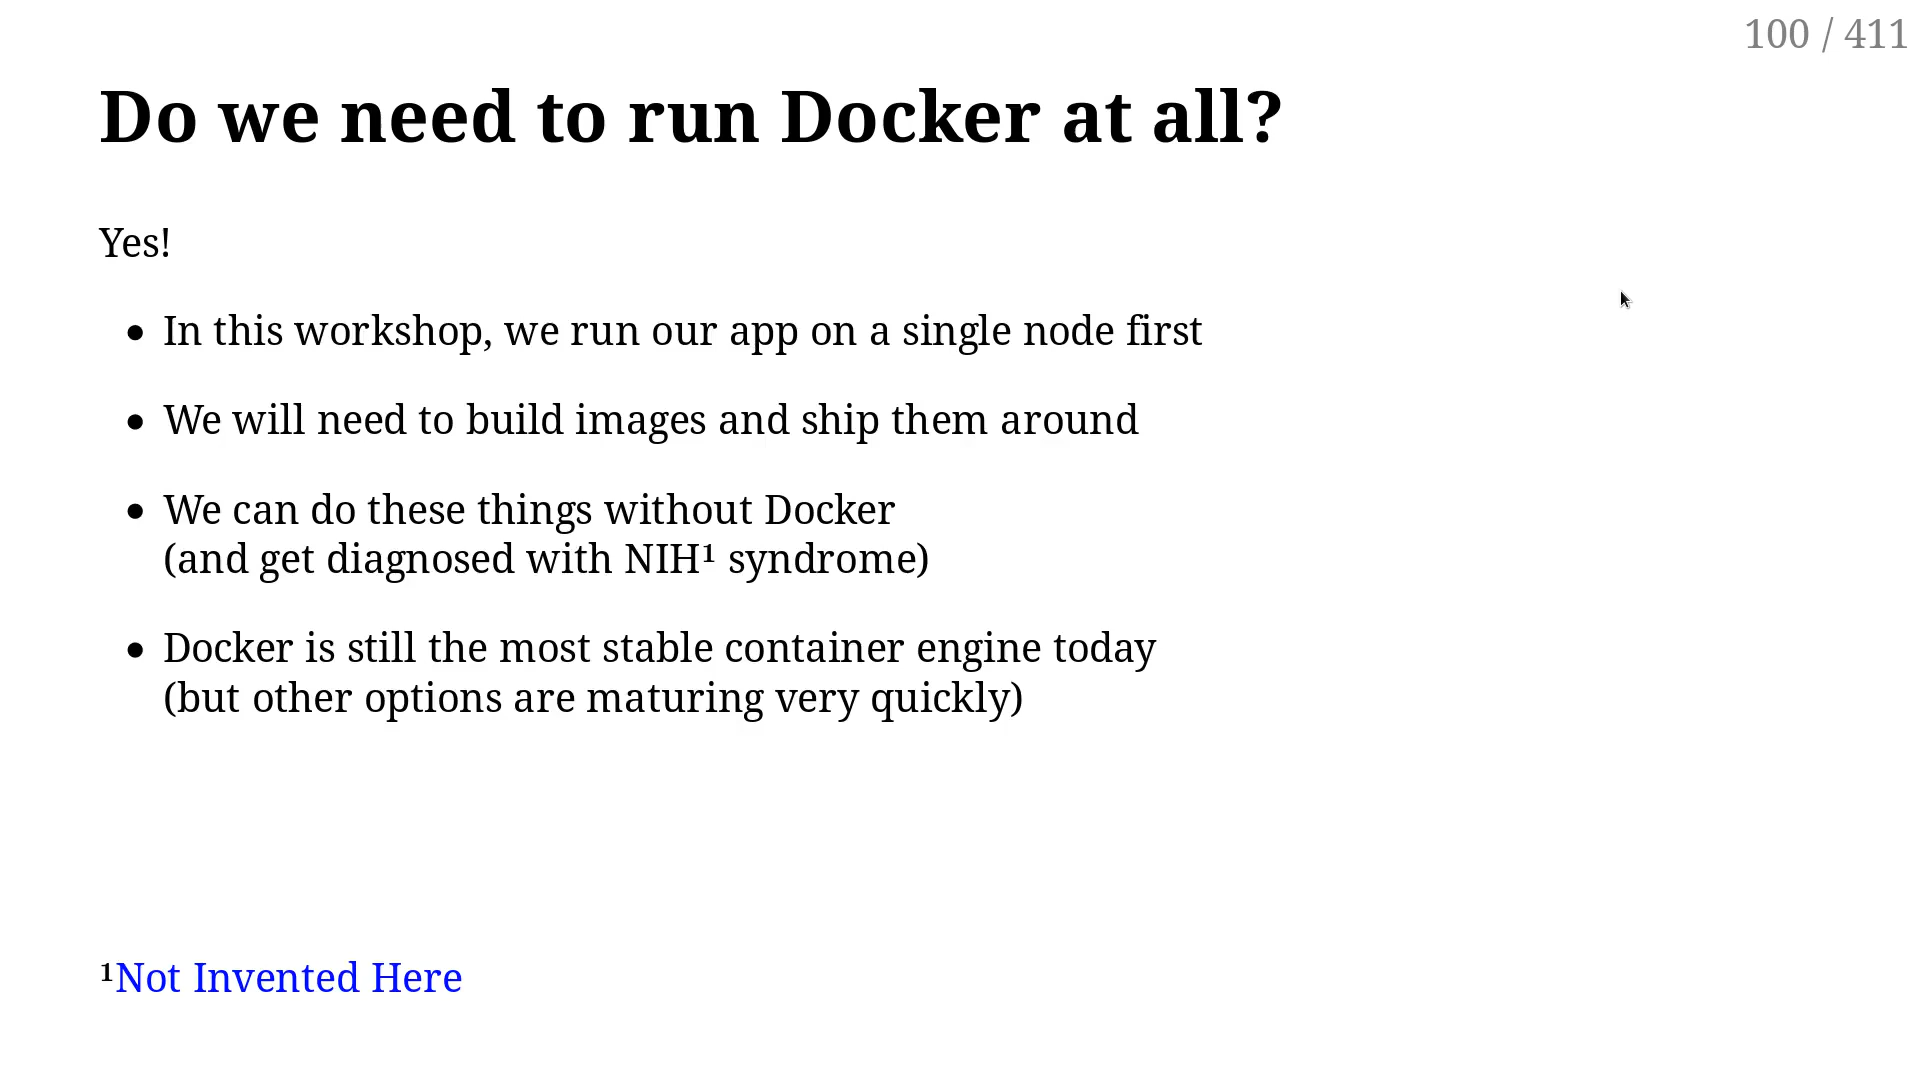 100 / 411
Do we need to run Docker at all?
Yes!
• In this workshop, we run our app on a single node first
• We will need to build images and ship them around
• We can do these things without Docker
(and get diagnosed with NIH¹ syndrome)
• Docker is still the most stable container engine today
(but other options are maturing very quickly)
¹Not Invented Here